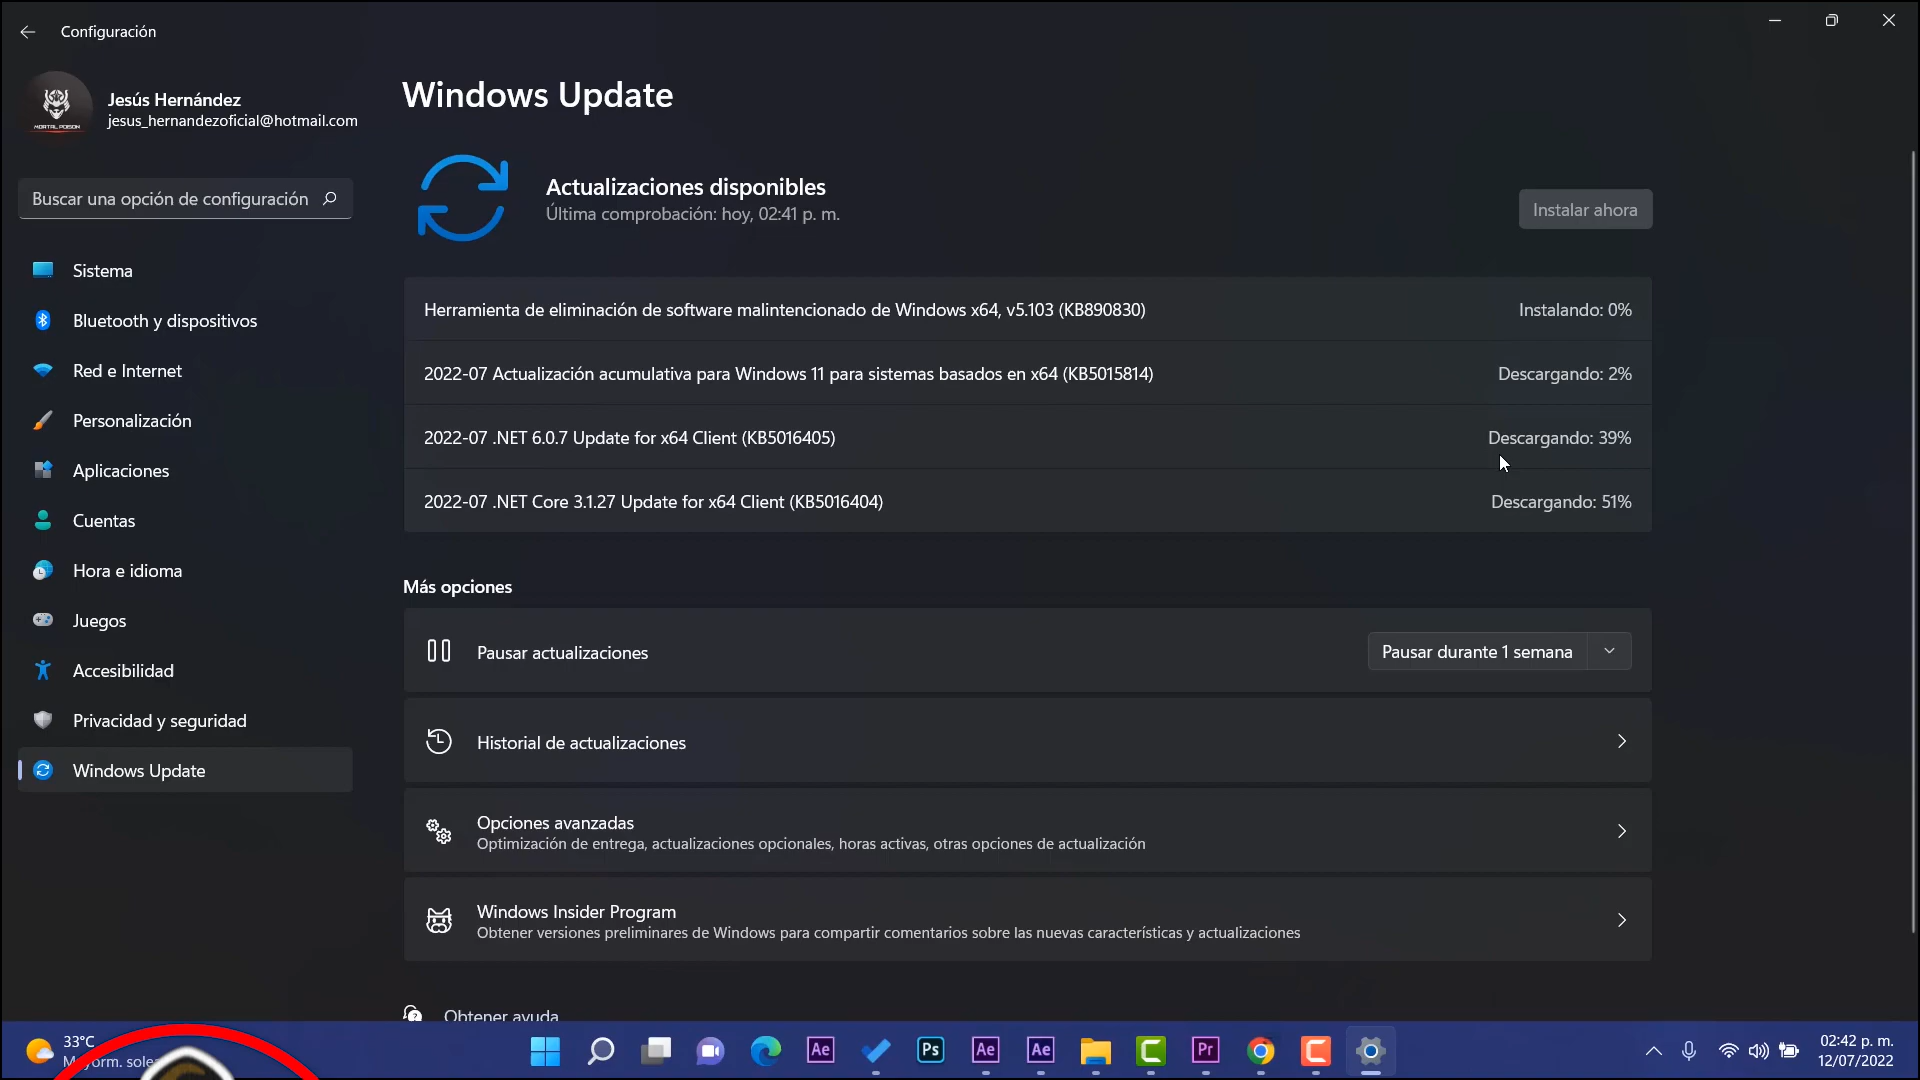 Configuración
Jesús Hernández
jesus_hernandezoficial@hotmail.com
MORTAL POISON
Buscar una opción de configuración
Sistema
Bluetooth y dispositivos
Red e Internet
Personalización
Aplicaciones
Cuentas
Hora e idioma
Juegos
Accesibilidad
Privacidad y seguridad
Windows Update
Windows Update
Actualizaciones disponibles
Última comprobación: hoy, 02:41 p. m.
Instalar ahora
Herramienta de eliminación de software malintencionado de Windows x64, v5.103 (KB890830) Instalando: 0%
2022-07 Actualización acumulativa para Windows 11 para sistemas basados en x64 (KB5015814) Descargando: 2%
2022-07 .NET 6.0.7 Update for x64 Client (KB5016405) Descargando: 39%
2022-07 .NET Core 3.1.27 Update for x64 Client (KB5016404) Descargando: 51%
Más opciones
Pausar actualizaciones Pausar durante 1 semana
Historial de actualizaciones
Opciones avanzadas
Optimización de entrega, actualizaciones opcionales, horas activas, otras opciones de actualización
Windows Insider Program
Obtener versiones preliminares de Windows para compartir comentarios sobre las nuevas características y actualizaciones
Obtener ayuda
33°C
Ae Ps Ae Ae Pr
02:42 p. m.
12/07/2022